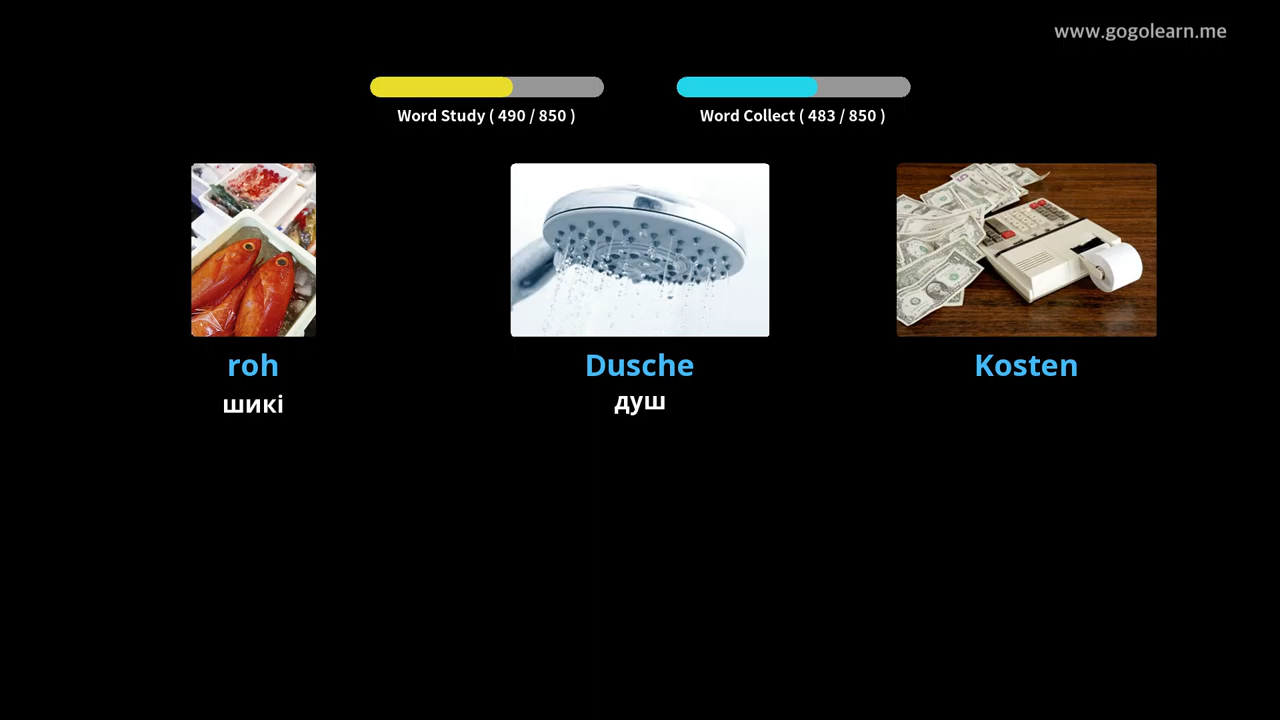 www.gogolearn.me
Word Study ( 490 / 850 )
Word Collect ( 483 / 850 )
roh
шикі
Dusche
душ
Kosten